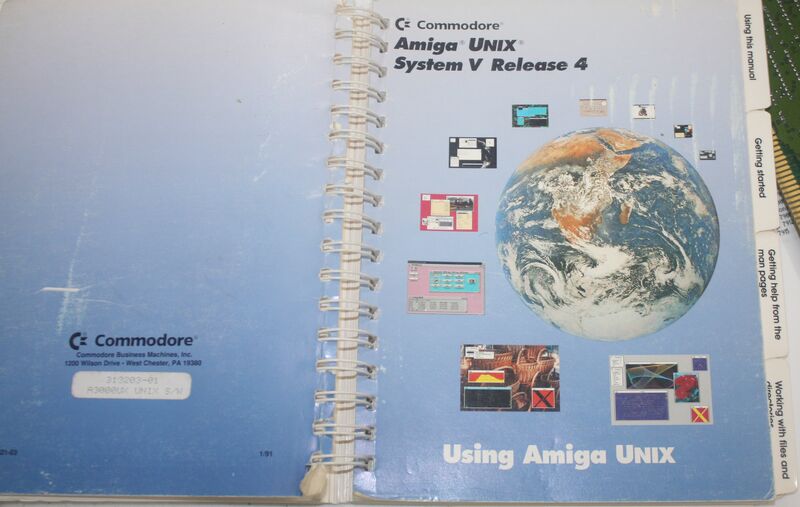 Commodore®
Amiga® UNIX®
System V Release 4
Using Amiga UNIX
Using this manual
Getting started
Getting help from the
man pages
Working with files and
directories
Commodore®
Commodore Business Machines, Inc.
1200 Wilson Drive - West Chester, PA 19380
313203-01
A3000UX UNIX S/W
1/91